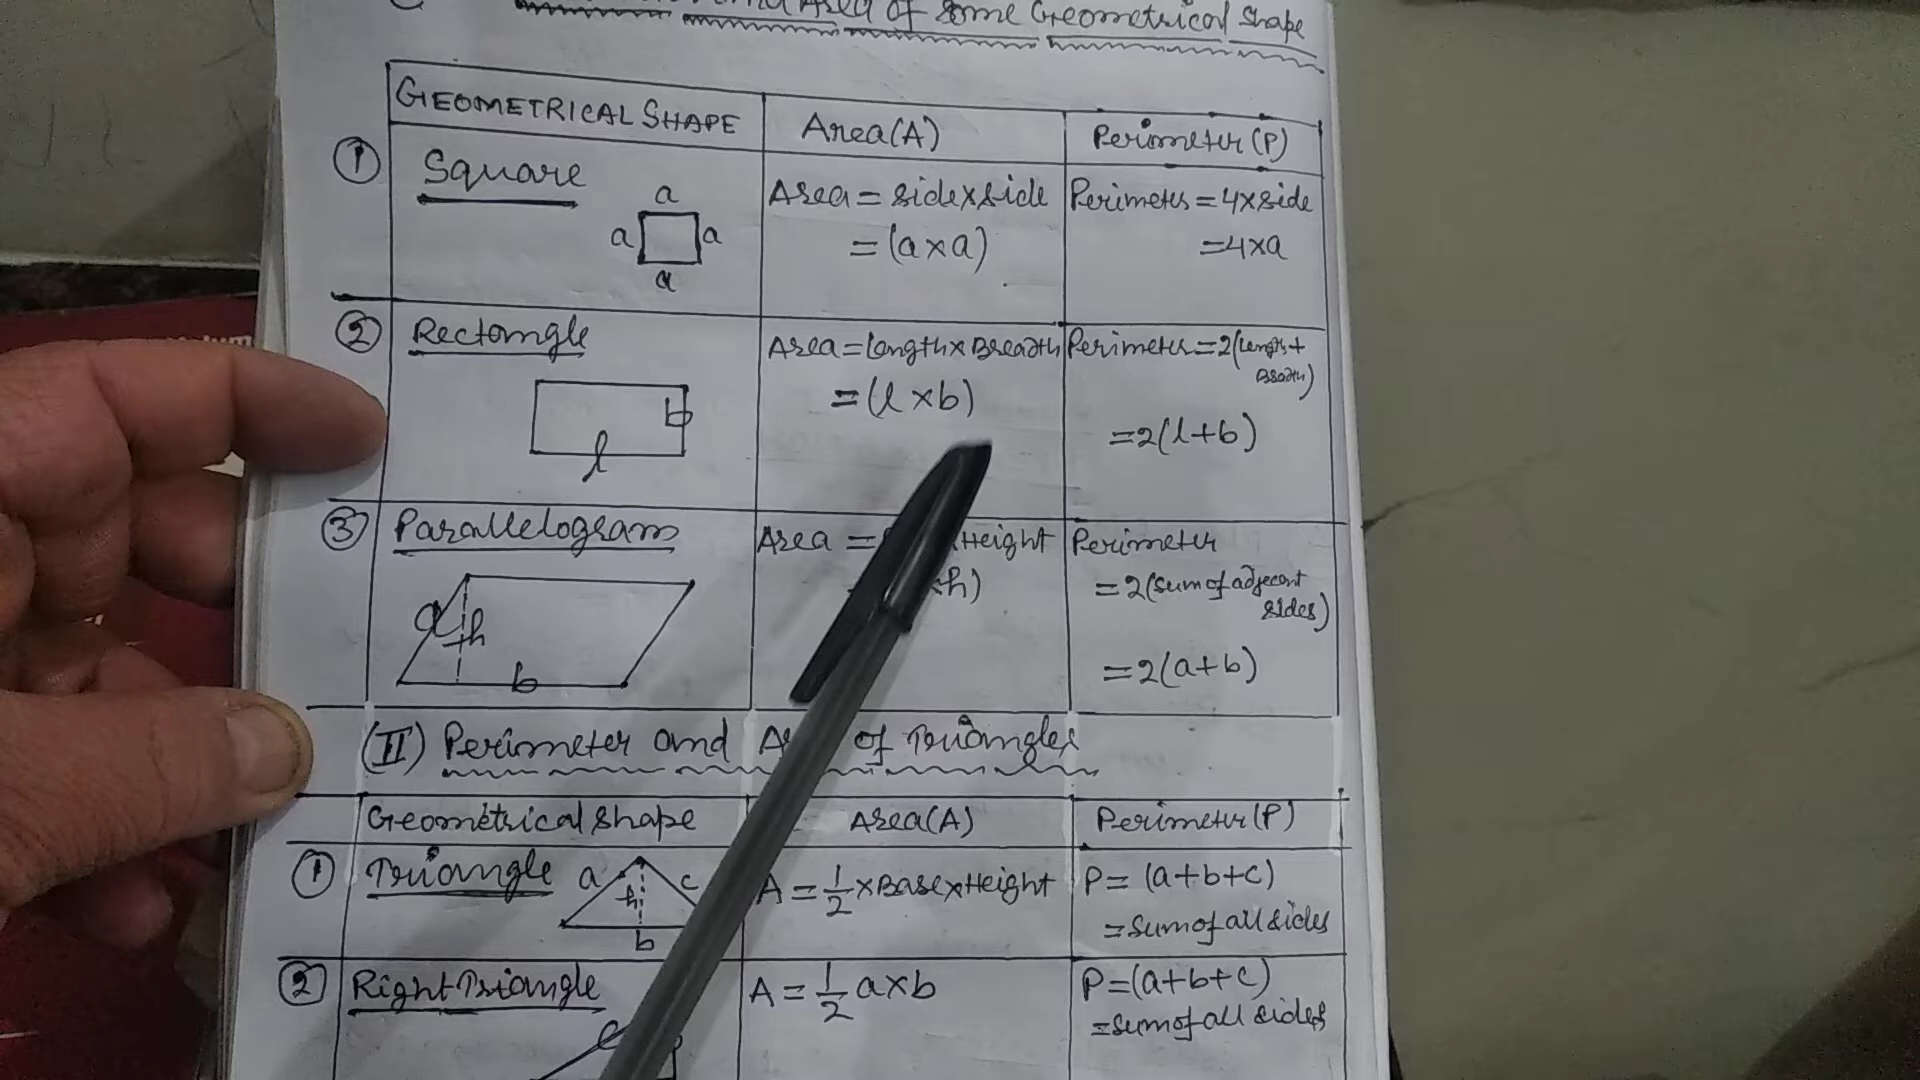 and Area of Some Geometrical Shape
GEOMETRICAL SHAPE
Area(A)
Perimeter (P)
① Square
a
a a
a
Area = side×side
= (a×a)
Perimeter = 4×side
=4×a
② Rectangle
b
l
Area = Length × Breadth
= (l × b)
Perimeter = 2(Length +
Breadth)
=2(l+b)
③ Parallelogram
a h
b
Area = Height
h)
Perimeter
= 2(sum of adjecent
sides)
= 2(a+b)
(II) Perimeter and of Triangles
Geometrical shape
Area(A)
Perimeter (P)
① Triangle
a h c
b
A = 1/2 × Base × Height
P = (a+b+c)
= Sum of all sides
② Right Triangle
c
A = 1/2 a×b
P=(a+b+c)
=sum of all sides